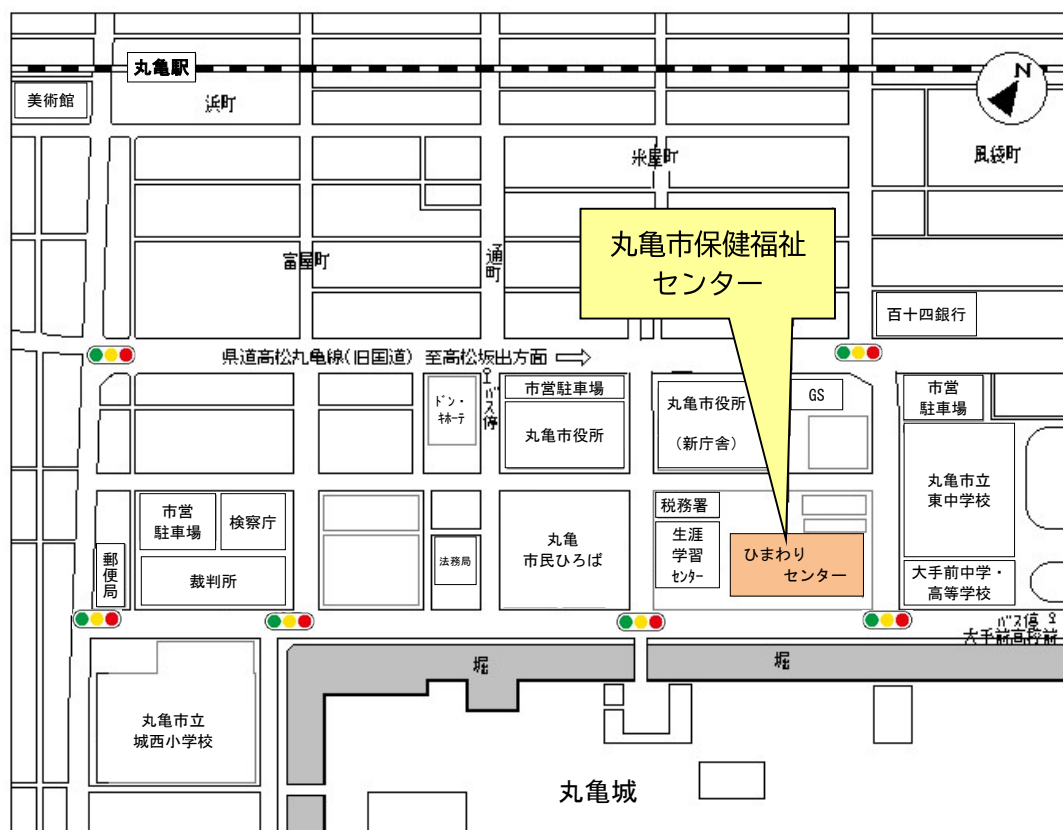 丸亀駅
N
美術館
浜町
米屋町
風袋町
丸亀市保健福祉
センター
富屋町
通町
百十四銀行
県道高松丸亀線(旧国道) 至高松坂出方面
バス停
ドン・
キホーテ
市営駐車場
丸亀市役所
丸亀市役所
(新庁舎)
GS
市営
駐車場
丸亀市立
東中学校
市営
駐車場
検察庁
裁判所
郵便局
法務局
丸亀
市民ひろば
税務署
生涯
学習
センター
ひまわり
センター
大手前中学・
高等学校
バス停
大手前高校前
堀
堀
丸亀市立
城西小学校
丸亀城